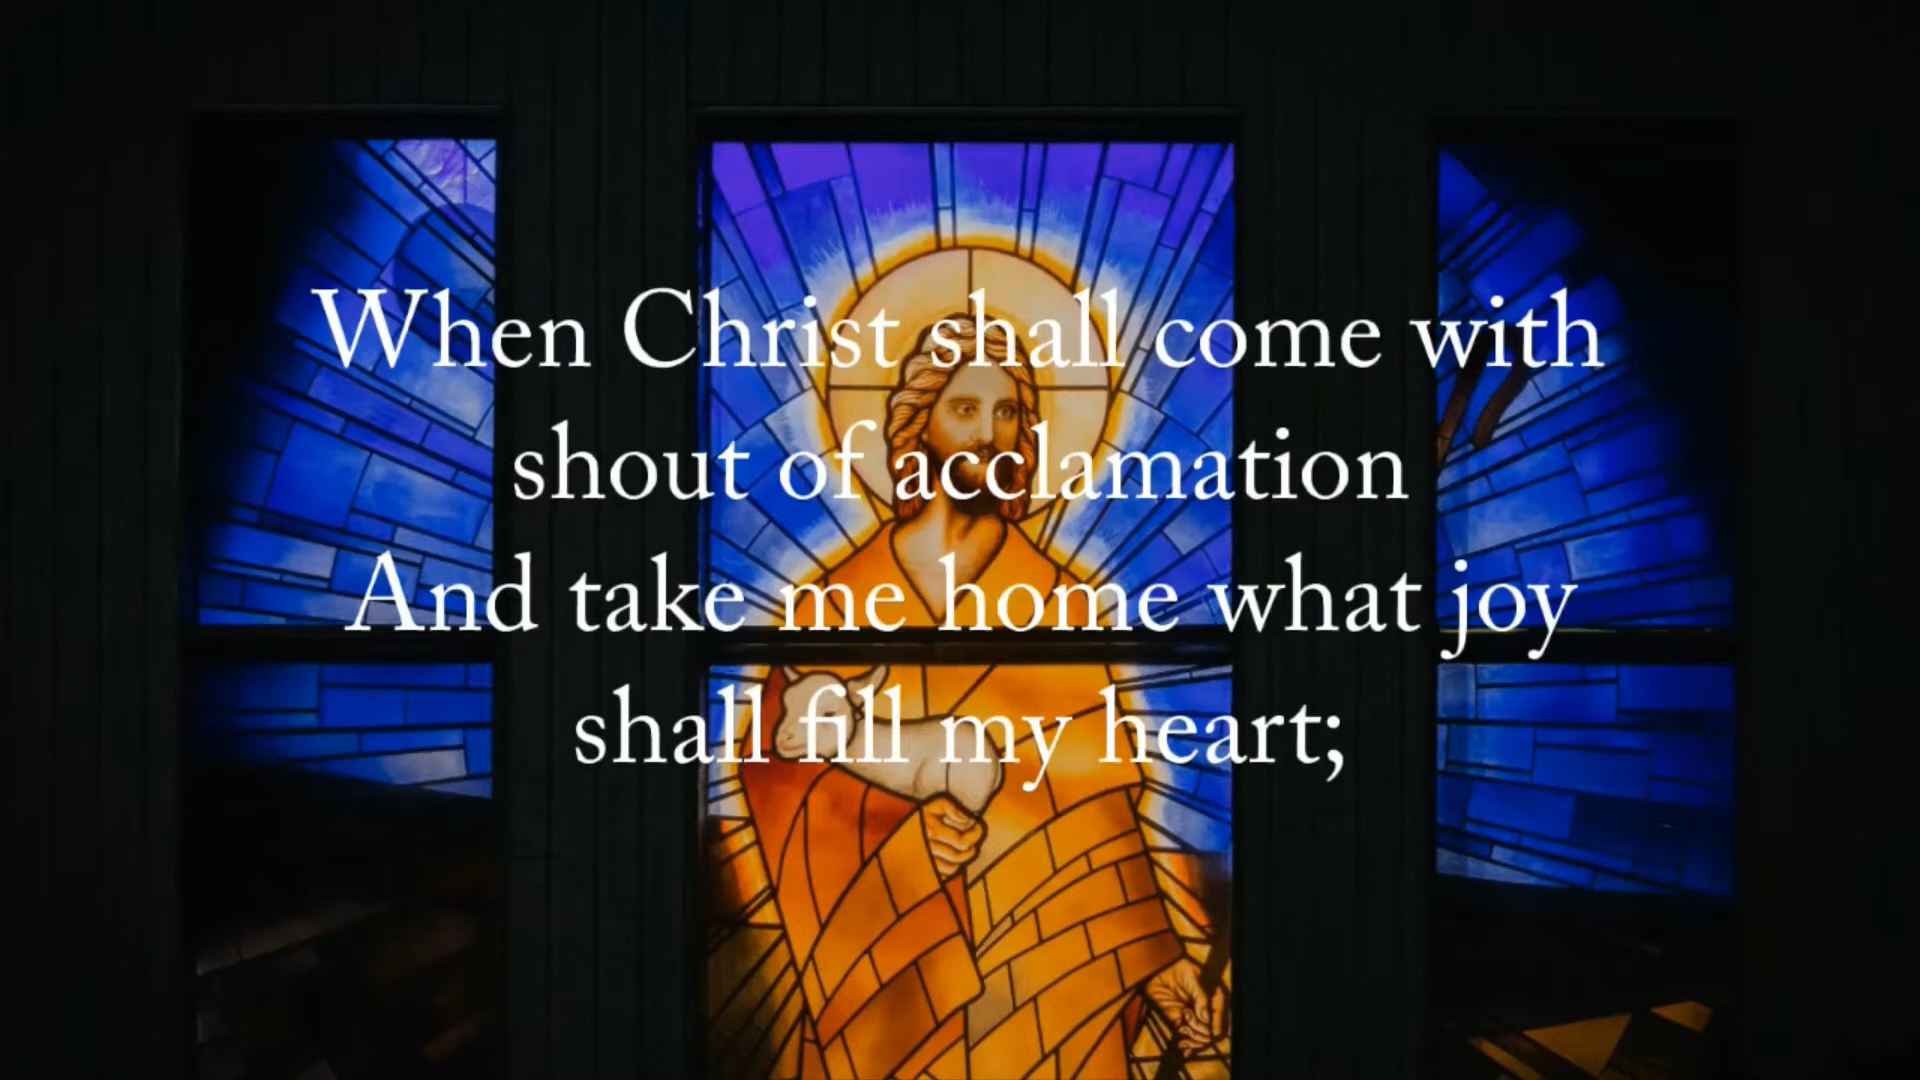 When Christ shall come with
shout of acclamation
And take me home what joy
shall fill my heart;